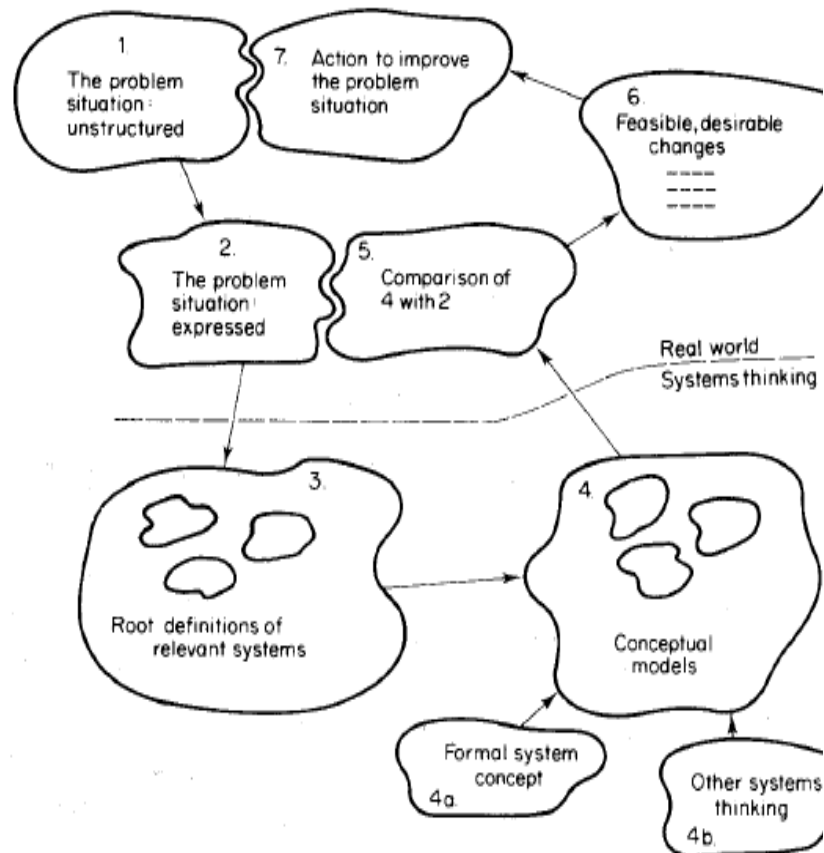 1.
The problem
situation:
unstructured
7. Action to improve
the problem
situation
6.
Feasible, desirable
changes
2.
The problem
situation:
expressed
5.
Comparison of
4 with 2
Real world
Systems thinking
3.
Root definitions of
relevant systems
4.
Conceptual
models
Formal system
concept
4a.
Other systems
thinking
4b.